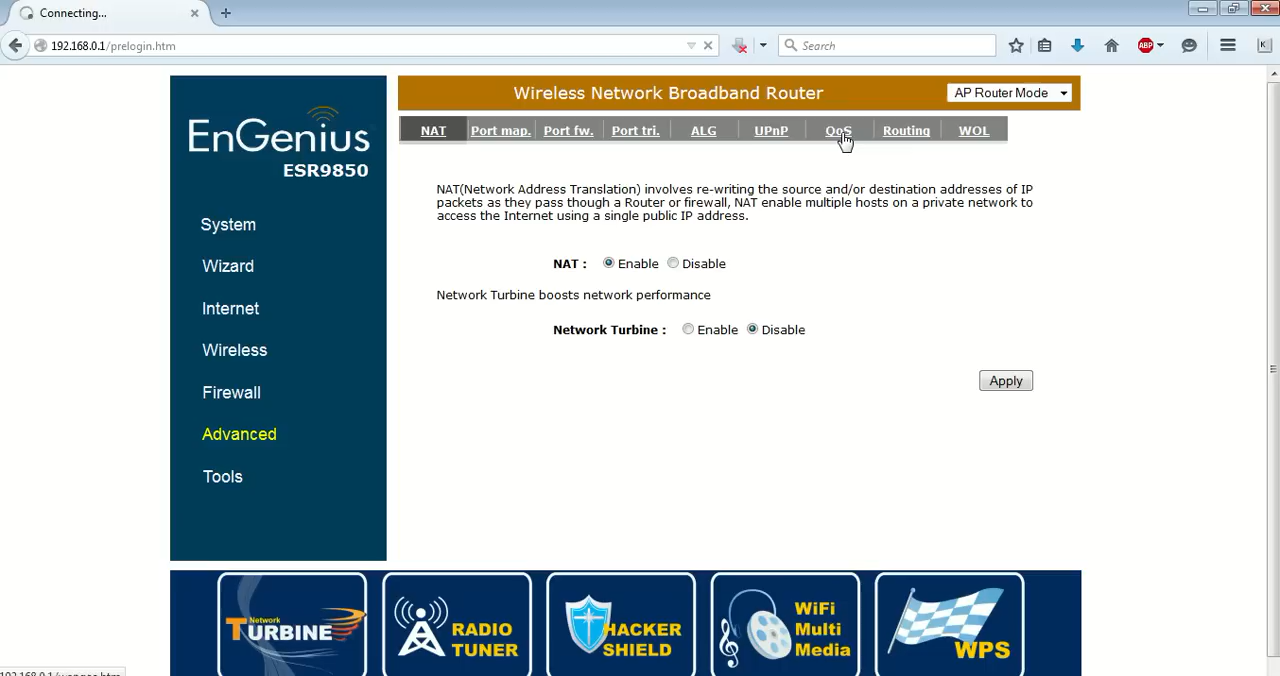 Connecting...
192.168.0.1/prelogin.htm
Search
ABP
Wireless Network Broadband Router
AP Router Mode
EnGenius
ESR9850
NAT Port map. Port fw. Port tri. ALG UPnP QoS Routing WOL
NAT(Network Address Translation) involves re-writing the source and/or destination addresses of IP
packets as they pass though a Router or firewall, NAT enable multiple hosts on a private network to
access the Internet using a single public IP address.
System
Wizard
Internet
Wireless
Firewall
Advanced
Tools
NAT : Enable Disable
Network Turbine boosts network performance
Network Turbine : Enable Disable
Apply
Network
TURBINE
RADIO
TUNER
HACKER
SHIELD
WiFi
Multi
Media
WPS